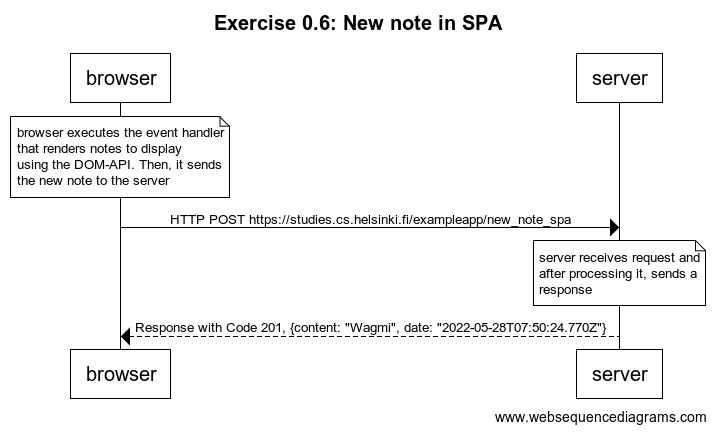 Exercise 0.6: New note in SPA
browser
server
browser executes the event handler
that renders notes to display
using the DOM-API. Then, it sends
the new note to the server
HTTP POST https://studies.cs.helsinki.fi/exampleapp/new_note_spa
server receives request and
after processing it, sends a
response
Response with Code 201, {content: "Wagmi", date: "2022-05-28T07:50:24.770Z"}
browser
server
www.websequencediagrams.com